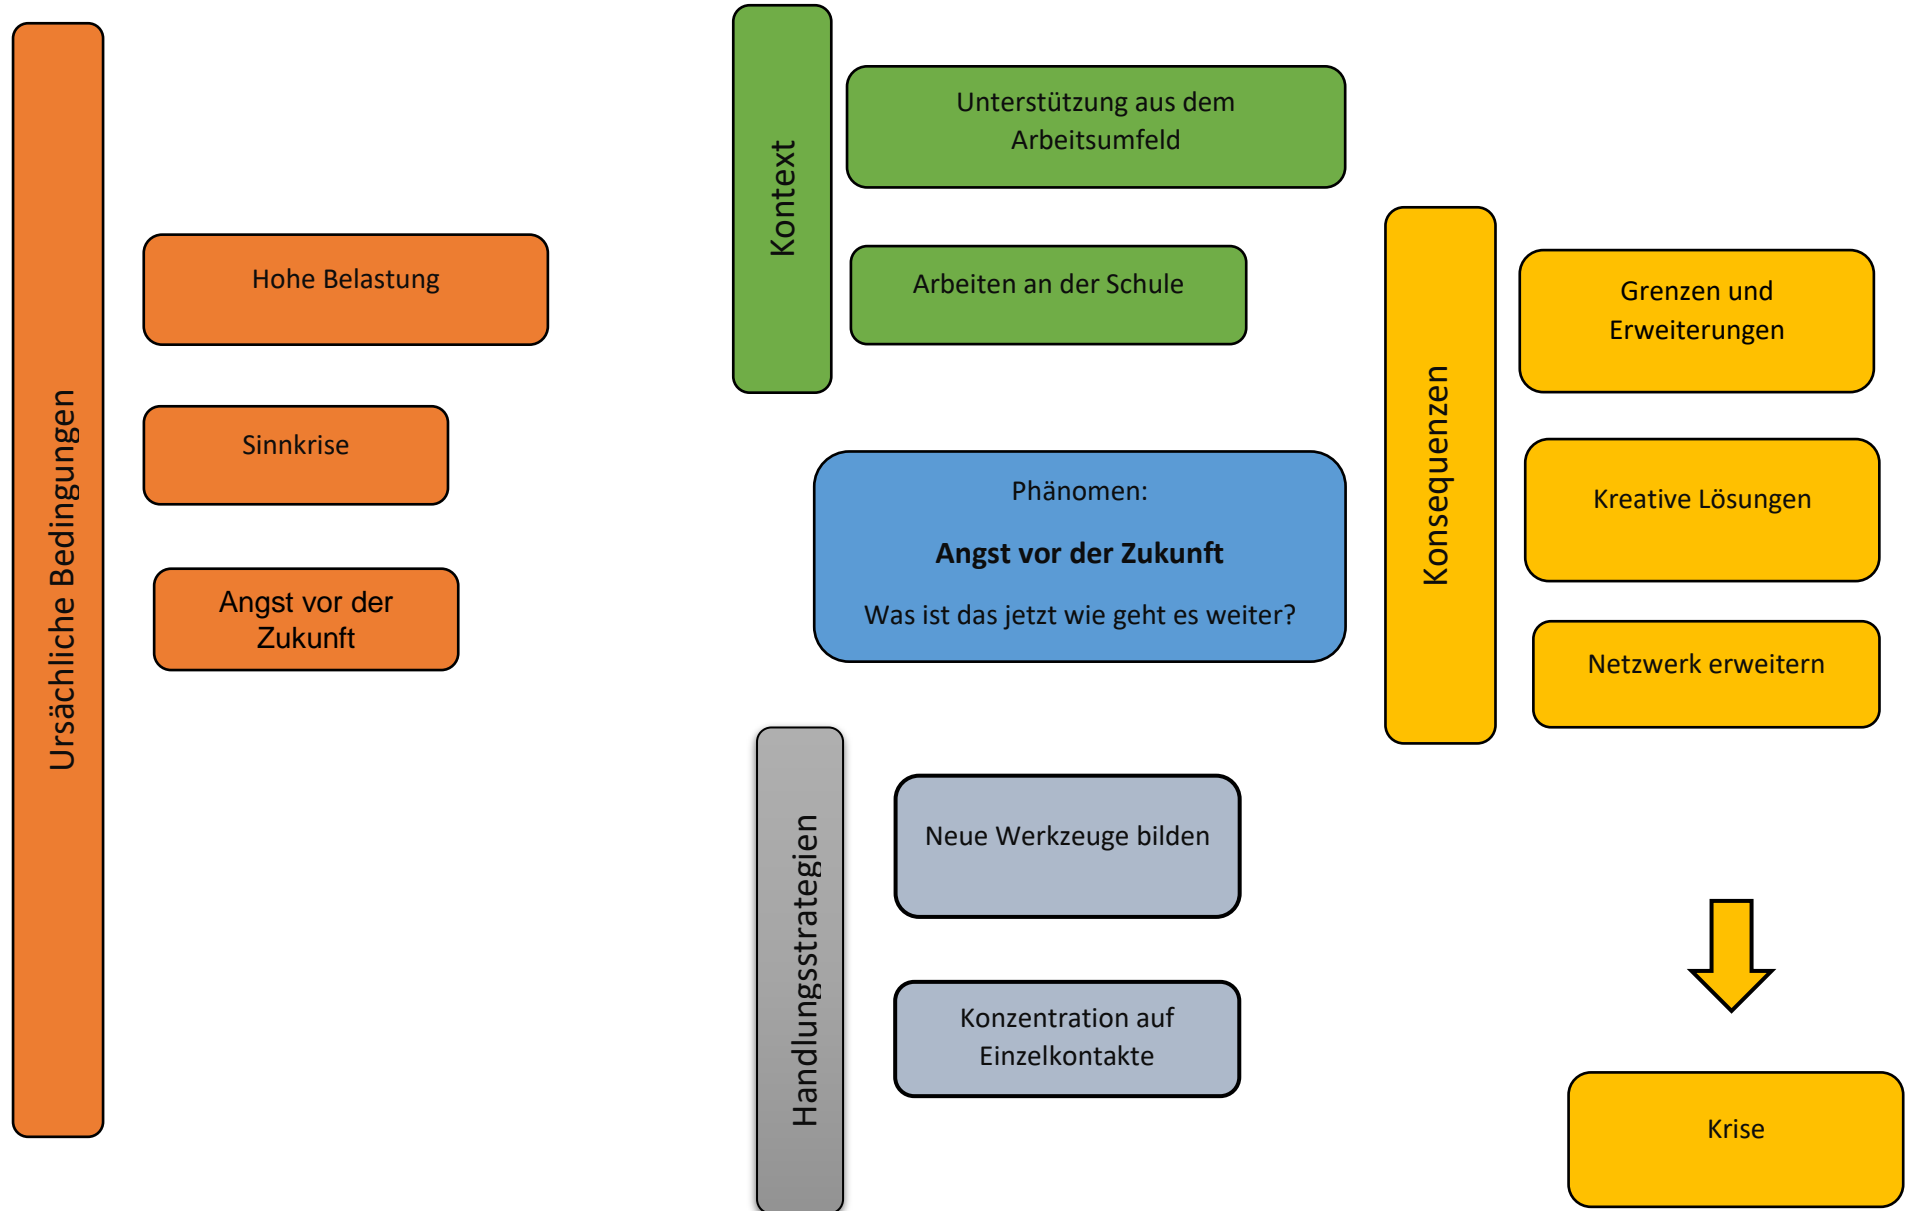 Ursächliche Bedingungen
Hohe Belastung
Sinnkrise
Angst vor der
Zukunft
Kontext
Unterstützung aus dem
Arbeitsumfeld
Arbeiten an der Schule
Phänomen:
Angst vor der Zukunft
Was ist das jetzt wie geht es weiter?
Handlungsstrategien
Neue Werkzeuge bilden
Konzentration auf
Einzelkontakte
Konsequenzen
Grenzen und
Erweiterungen
Kreative Lösungen
Netzwerk erweitern
Krise